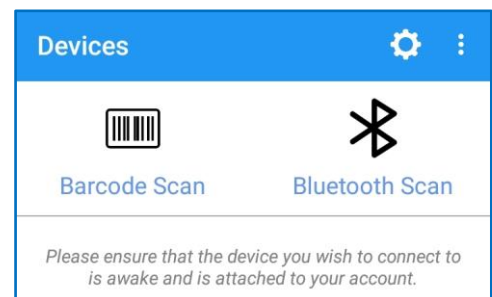 Devices
Barcode Scan
Bluetooth Scan
Please ensure that the device you wish to connect to
is awake and is attached to your account.